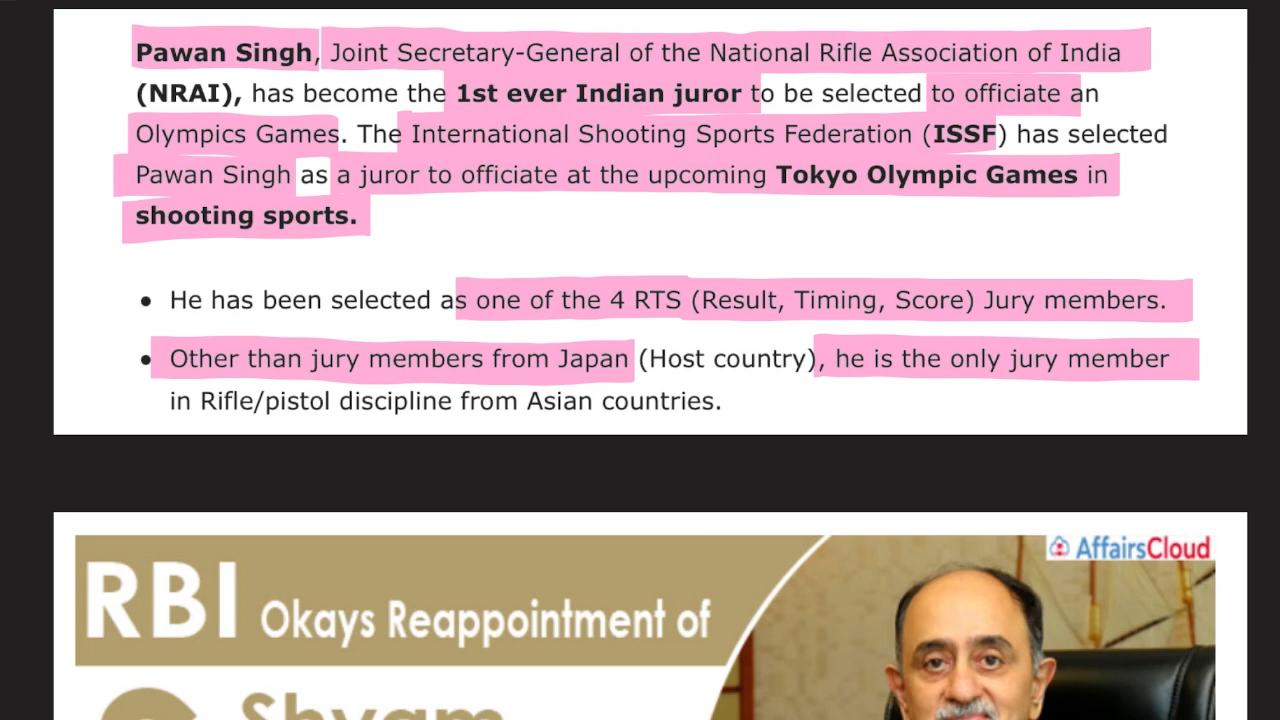 Pawan Singh, Joint Secretary-General of the National Rifle Association of India
(NRAI), has become the 1st ever Indian juror to be selected to officiate an
Olympics Games. The International Shooting Sports Federation (ISSF) has selected
Pawan Singh as a juror to officiate at the upcoming Tokyo Olympic Games in
shooting sports.
● He has been selected as one of the 4 RTS (Result, Timing, Score) Jury members.
● Other than jury members from Japan (Host country), he is the only jury member
in Rifle/pistol discipline from Asian countries.
AffairsCloud
RBI Okays Reappointment of
Shyam